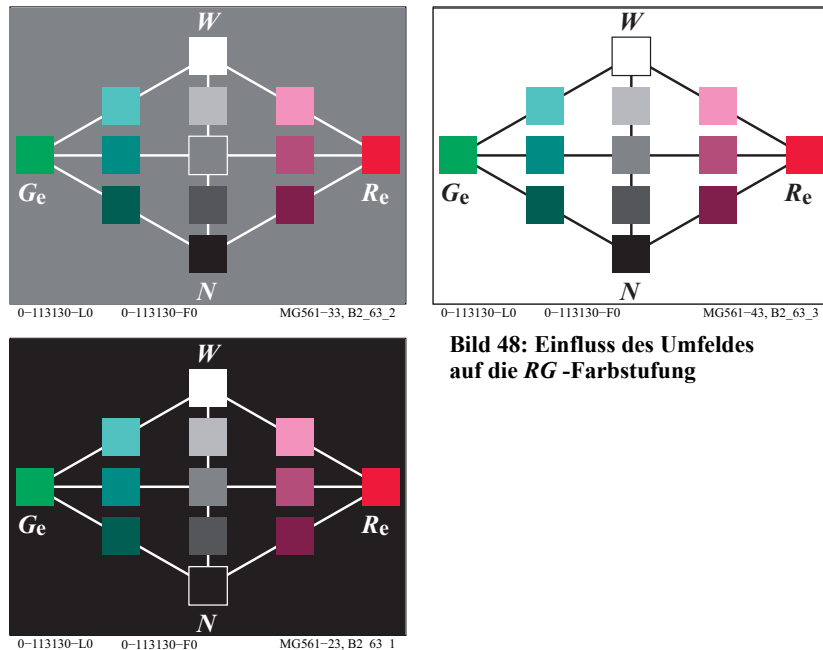 W
Ge Re
N
0−113130−L0 0−113130−F0 MG561−33, B2_63_2
W
Ge Re
N
0−113130−L0 0−113130−F0 MG561−43, B2_63_3
Bild 48: Einfluss des Umfeldes
auf die RG -Farbstufung
W
Ge Re
N
0−113130−L0 0−113130−F0 MG561−23, B2_63_1